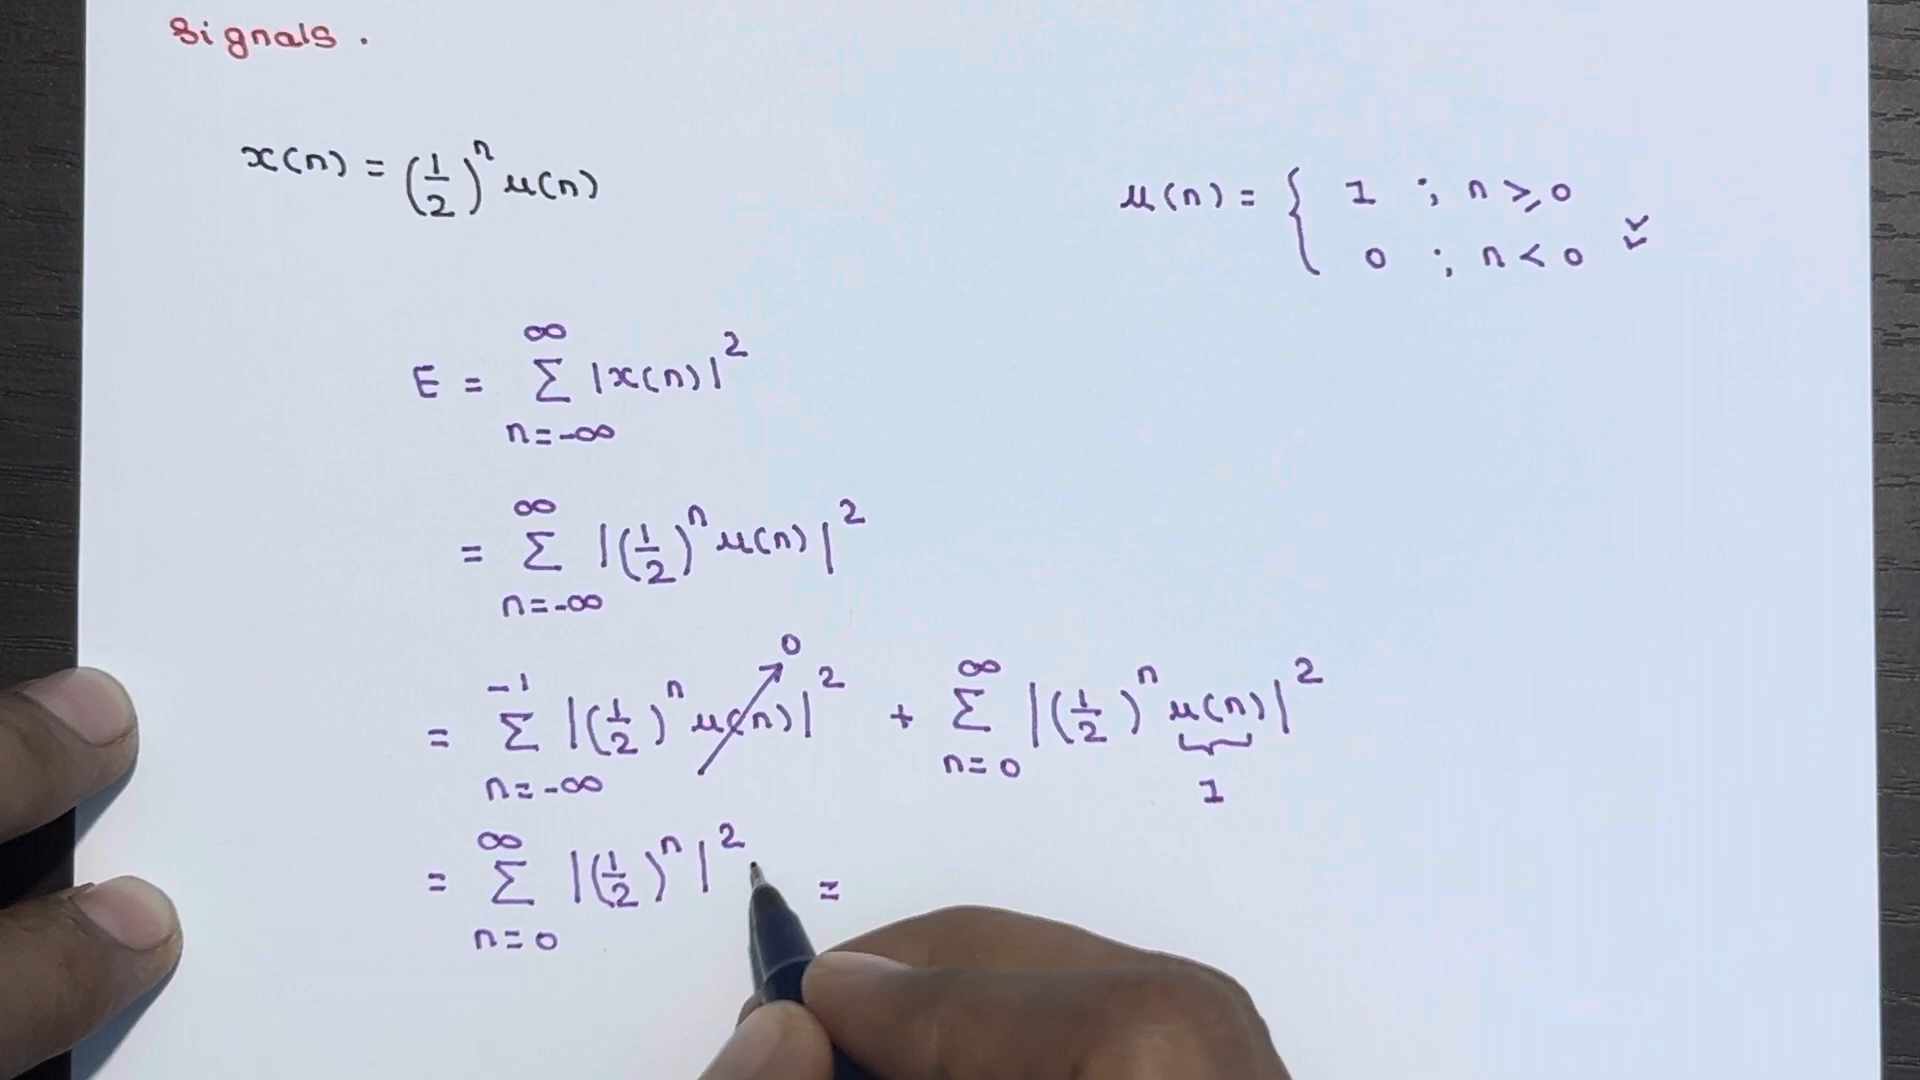 Signals.
x(n) = (1/2)^n u(n)
u(n) = { 1 ; n ≥ 0
0 ; n < 0
E = ∞ Σ n=-∞ |x(n)|^2
= ∞ Σ n=-∞ |(1/2)^n u(n)|^2
= -1 Σ n=-∞ |(1/2)^n u(n)|^2 → 0 + ∞ Σ n=0 |(1/2)^n u(n)|^2
1
= ∞ Σ n=0 |(1/2)^n|^2 =